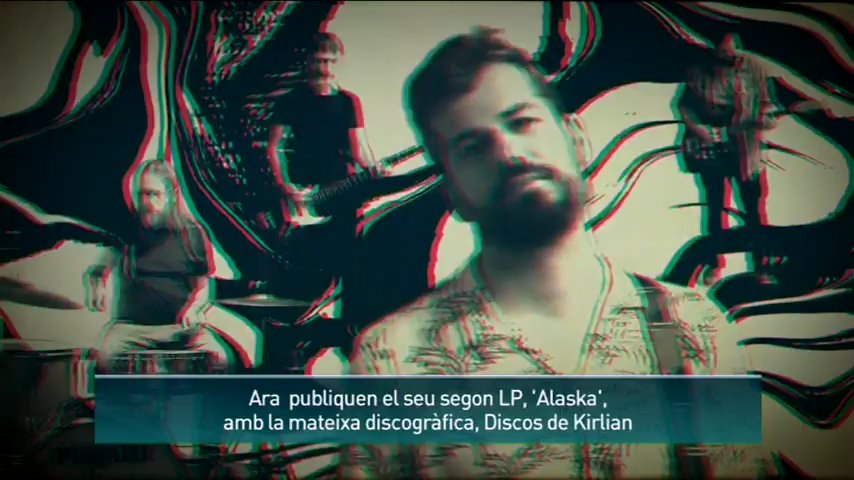 Ara publiquen el seu segon LP, 'Alaska',
amb la mateixa discogràfica, Discos de Kirlian